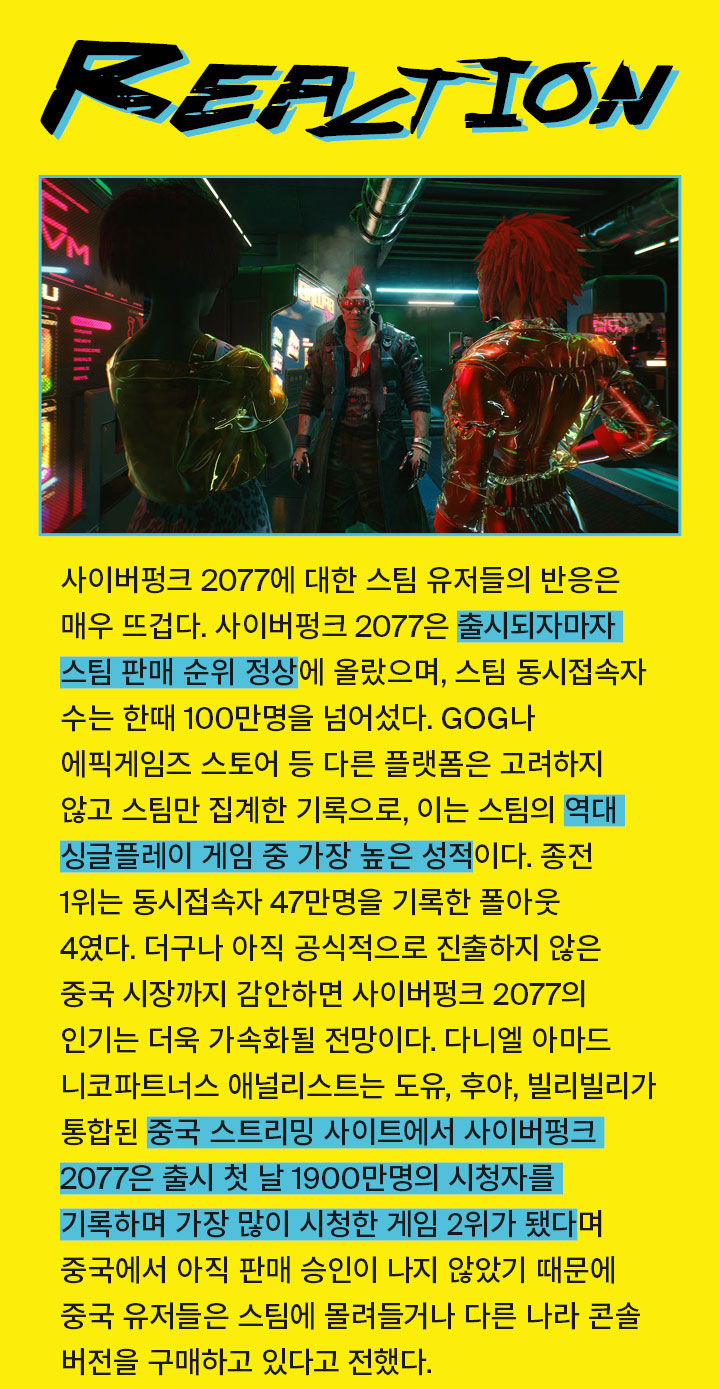 REACTION
사이버펑크 2077에 대한 스팀 유저들의 반응은
매우 뜨겁다. 사이버펑크 2077은 출시되자마자
스팀 판매 순위 정상에 올랐으며, 스팀 동시접속자
수는 한때 100만명을 넘어섰다. GOG나
에픽게임즈 스토어 등 다른 플랫폼은 고려하지
않고 스팀만 집계한 기록으로, 이는 스팀의 역대
싱글플레이 게임 중 가장 높은 성적이다. 종전
1위는 동시접속자 47만명을 기록한 폴아웃
4였다. 더구나 아직 공식적으로 진출하지 않은
중국 시장까지 감안하면 사이버펑크 2077의
인기는 더욱 가속화될 전망이다. 다니엘 아마드
니코파트너스 애널리스트는 도유, 후야, 빌리빌리가
통합된 중국 스트리밍 사이트에서 사이버펑크
2077은 출시 첫 날 1900만명의 시청자를
기록하며 가장 많이 시청한 게임 2위가 됐다며
중국에서 아직 판매 승인이 나지 않았기 때문에
중국 유저들은 스팀에 몰려들거나 다른 나라 콘솔
버전을 구매하고 있다고 전했다.